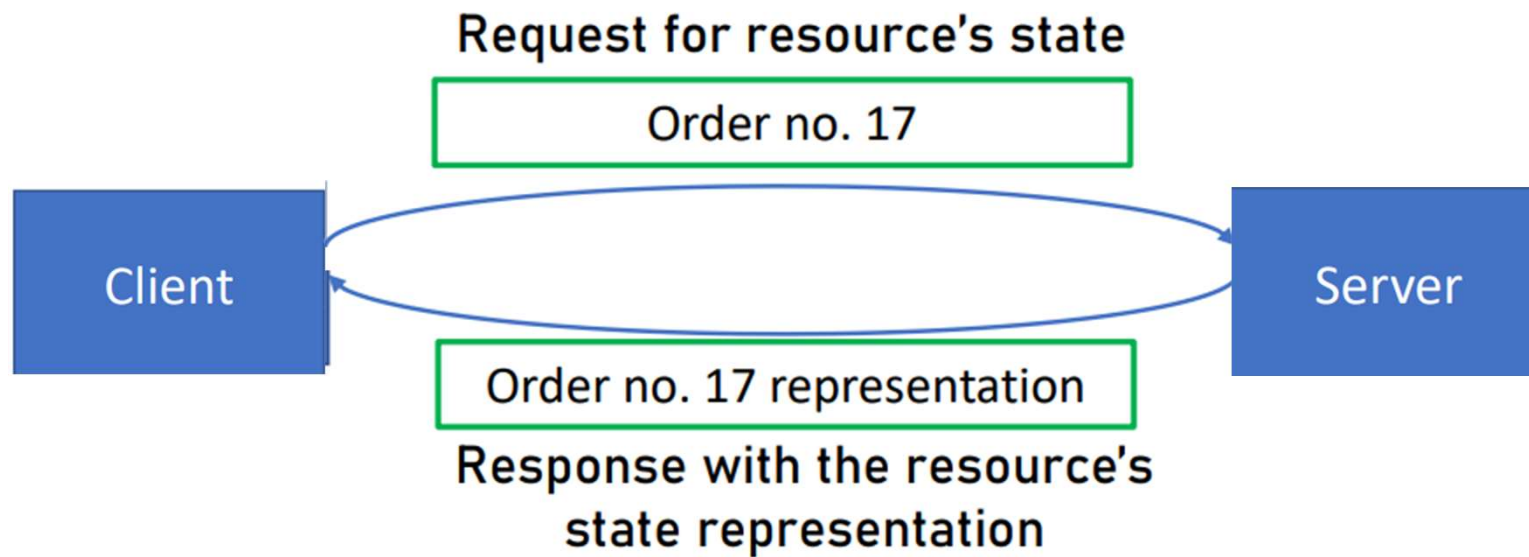 Request for resource’s state
Order no. 17
Client
Server
Order no. 17 representation
Response with the resource’s
state representation